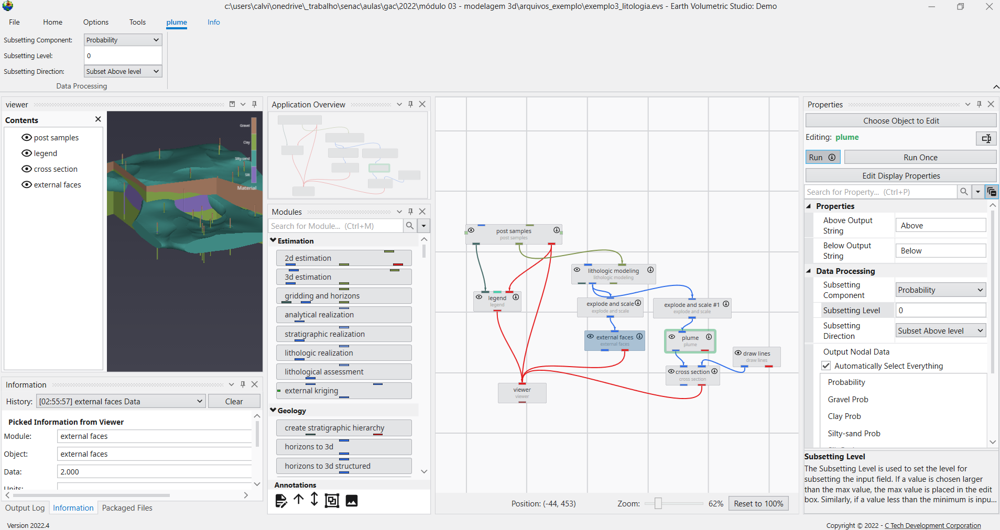 c:\users\calvi\onedrive\_trabalho\senac\aulas\gac\2022\módulo 03 - modelagem 3d\arquivos_exemplo\exemplo3_litologia.evs - Earth Volumetric Studio: Demo
File Home Options Tools plume Info
Subsetting Component: Probability
Subsetting Level: 0
Subsetting Direction: Subset Above level
Data Processing
viewer
Contents
post samples
legend
cross section
external faces
Gravel
Clay
Silty-sand
Silt
Material
Information
History: [02:55:57] external faces Data Clear
Picked Information from Viewer
Module: external faces
Object: external faces
Data: 2.000
Units:
Output Log Information Packaged Files
Version 2022.4
Application Overview
Modules
Search for Module... (Ctrl+M)
Estimation
2d estimation
3d estimation
gridding and horizons
analytical realization
stratigraphic realization
lithologic realization
lithological assessment
external kriging
Geology
create stratigraphic hierarchy
horizons to 3d
horizons to 3d structured
Annotations
post samples
post samples
lithologic modeling
lithologic modeling
legend
legend
explode and scale
explode and scale
explode and scale #1
explode and scale
external faces
external faces
plume
plume
draw lines
draw lines
cross section
cross section
viewer
viewer
Position: (-44, 453) Zoom: 62% Reset to 100%
Properties
Choose Object to Edit
Editing: plume
Run Run Once
Edit Display Properties
Search for Property... (Ctrl+P)
Properties
Above Output String Above
Below Output String Below
Data Processing
Subsetting Component Probability
Subsetting Level 0
Subsetting Direction Subset Above level
Output Nodal Data
Automatically Select Everything
Probability
Gravel Prob
Clay Prob
Silty-sand Prob
Subsetting Level
The Subsetting Level is used to set the level for
subsetting the input field. If a value is chosen larger
than the max value, the max value is placed in the edit
box. Similarly, if a value less than the minimum is inpu...
Copyright © 2022 - C Tech Development Corporation